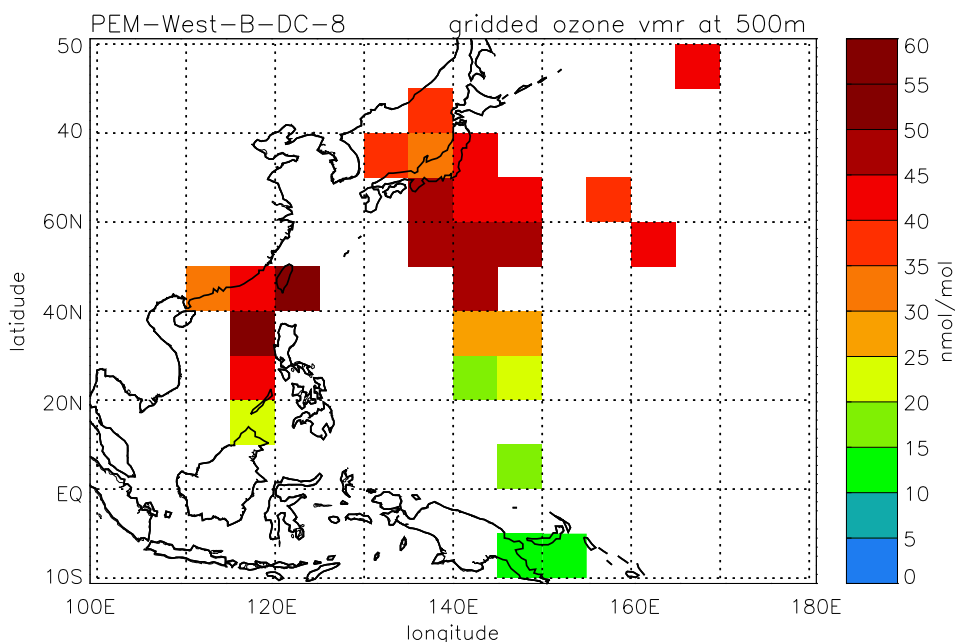 PEM-West-B-DC-8 gridded ozone vmr at 500m
50
40
60N
40N
20N
EQ
10S
latidude
100E 120E 140E 160E 180E
longitude
60
55
50
45
40
35
30
25
20
15
10
5
0
nmol/mol